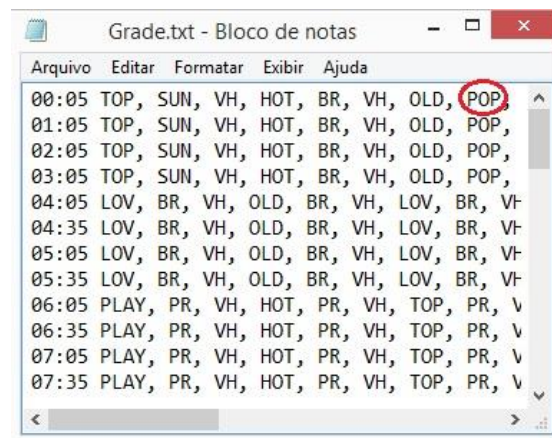 Grade.txt - Bloco de notas
Arquivo Editar Formatar Exibir Ajuda
00:05 TOP, SUN, VH, HOT, BR, VH, OLD, POP,
01:05 TOP, SUN, VH, HOT, BR, VH, OLD, POP,
02:05 TOP, SUN, VH, HOT, BR, VH, OLD, POP,
03:05 TOP, SUN, VH, HOT, BR, VH, OLD, POP,
04:05 LOV, BR, VH, OLD, BR, VH, LOV, BR, VH
04:35 LOV, BR, VH, OLD, BR, VH, LOV, BR, VH
05:05 LOV, BR, VH, OLD, BR, VH, LOV, BR, VH
05:35 LOV, BR, VH, OLD, BR, VH, LOV, BR, VH
06:05 PLAY, PR, VH, HOT, PR, VH, TOP, PR, V
06:35 PLAY, PR, VH, HOT, PR, VH, TOP, PR, V
07:05 PLAY, PR, VH, HOT, PR, VH, TOP, PR, V
07:35 PLAY, PR, VH, HOT, PR, VH, TOP, PR, V